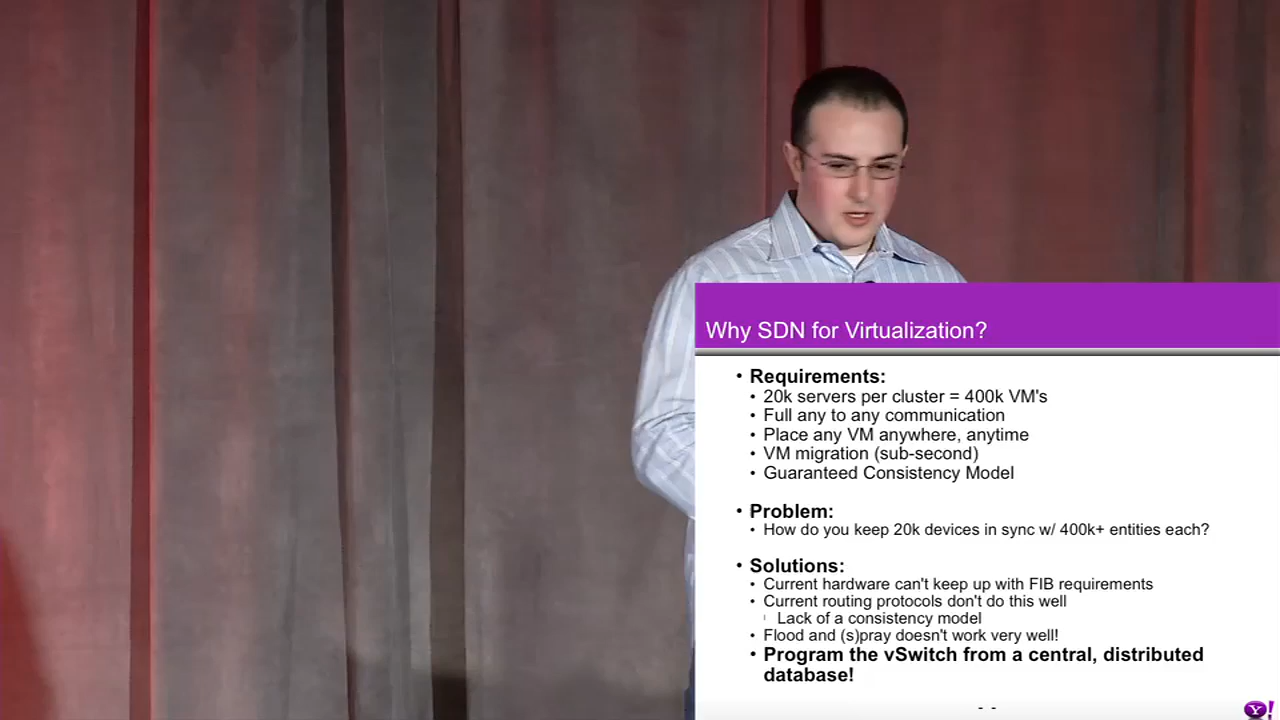 Why SDN for Virtualization?
• Requirements:
• 20k servers per cluster = 400k VM's
• Full any to any communication
• Place any VM anywhere, anytime
• VM migration (sub-second)
• Guaranteed Consistency Model
• Problem:
• How do you keep 20k devices in sync w/ 400k+ entities each?
• Solutions:
• Current hardware can't keep up with FIB requirements
• Current routing protocols don't do this well
Lack of a consistency model
• Flood and (s)pray doesn't work very well!
• Program the vSwitch from a central, distributed
database!
- -
Y!